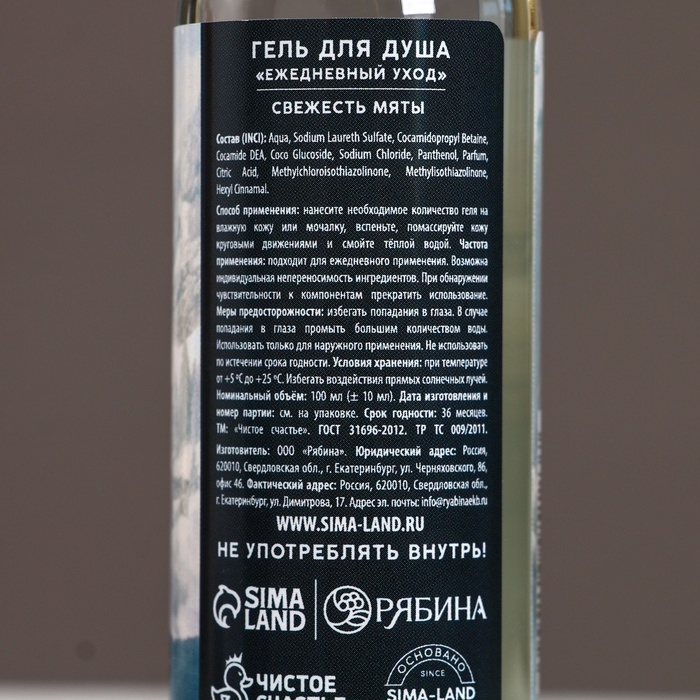 ГЕЛЬ ДЛЯ ДУША
«ЕЖЕДНЕВНЫЙ УХОД»
СВЕЖЕСТЬ МЯТЫ
Состав (INCI): Aqua, Sodium Laureth Sulfate, Cocamidopropyl Betaine,
Cocamide DEA, Coco Glucoside, Sodium Chloride, Panthenol, Parfum,
Citric Acid, Methylchloroisothiazolinone, Methylisothiazolinone,
Hexyl Cinnamal.
Способ применения: нанесите необходимое количество геля на
влажную кожу или мочалку, вспеньте, помассируйте кожу
круговыми движениями и смойте тёплой водой. Частота
применения: подходит для ежедневного применения. Возможна
индивидуальная непереносимость ингредиентов. При обнаружении
чувствительности к компонентам прекратить использование.
Меры предосторожности: избегать попадания в глаза. В случае
попадания в глаза промыть большим количеством воды.
Использовать только для наружного применения. Не использовать
по истечении срока годности. Условия хранения: при температуре
от +5 °C до +25 °C. Избегать воздействия прямых солнечных лучей.
Номинальный объём: 100 мл (± 10 мл). Дата изготовления и
номер партии: см. на упаковке. Срок годности: 36 месяцев.
ТМ: «Чистое счастье». ГОСТ 31696-2012. ТР ТС 009/2011.
Изготовитель: ООО «Рябина». Юридический адрес: Россия,
620010, Свердловская обл., г. Екатеринбург, ул. Черняховского, 86,
офис 46. Фактический адрес: Россия, 620010, Свердловская обл.,
г. Екатеринбург, ул. Димитрова, 17. Адрес эл. почты: info@ryabinaekb.ru
WWW.SIMA-LAND.RU
НЕ УПОТРЕБЛЯТЬ ВНУТРЬ!
SIMA
LAND
РЯБИНА
ЧИСТОЕ
СЧАСТЬЕ
ОСНОВАНО
SINCE
SIMA-LAND